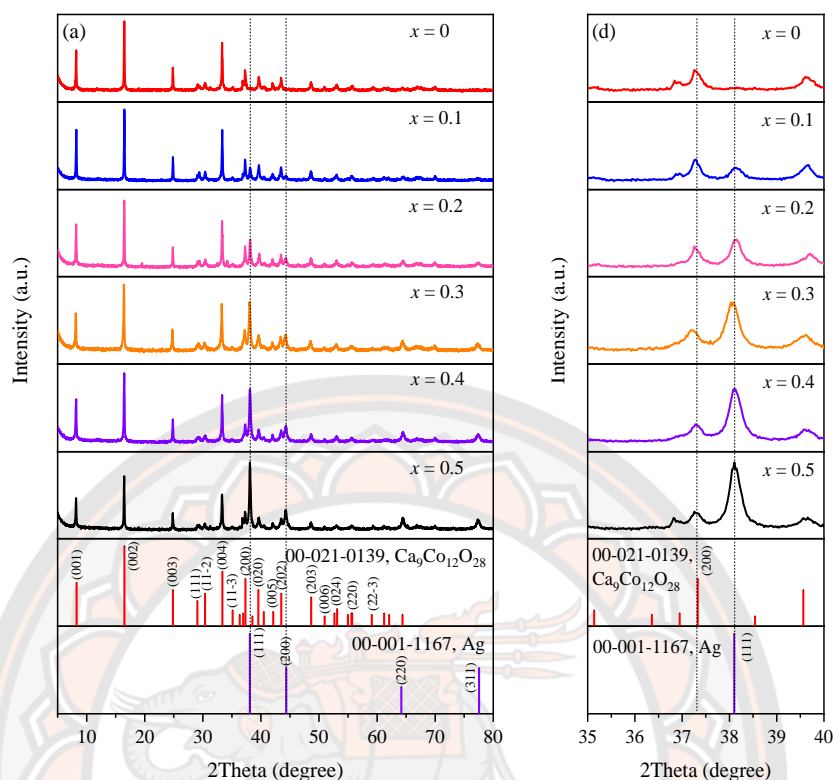 (a)
x = 0
x = 0.1
x = 0.2
x = 0.3
x = 0.4
x = 0.5
00-021-0139, Ca₉Co₁₂O₂₈
(001)
(002)
(003)
(111)
(11-2)
(004)
(11-3)
(200)
(020)
(005)
(202)
(203)
(006)
(024)
(220)
(22-3)
00-001-1167, Ag
(111)
(200)
(220)
(311)
5 10 20 30 40 50 60 70 80
2Theta (degree)
Intensity (a.u.)
(d)
x = 0
x = 0.1
x = 0.2
x = 0.3
x = 0.4
x = 0.5
00-021-0139,
Ca₉Co₁₂O₂₈
(200)
00-001-1167, Ag
(111)
35 36 37 38 39 40
2Theta (degree)
Intensity (a.u.)